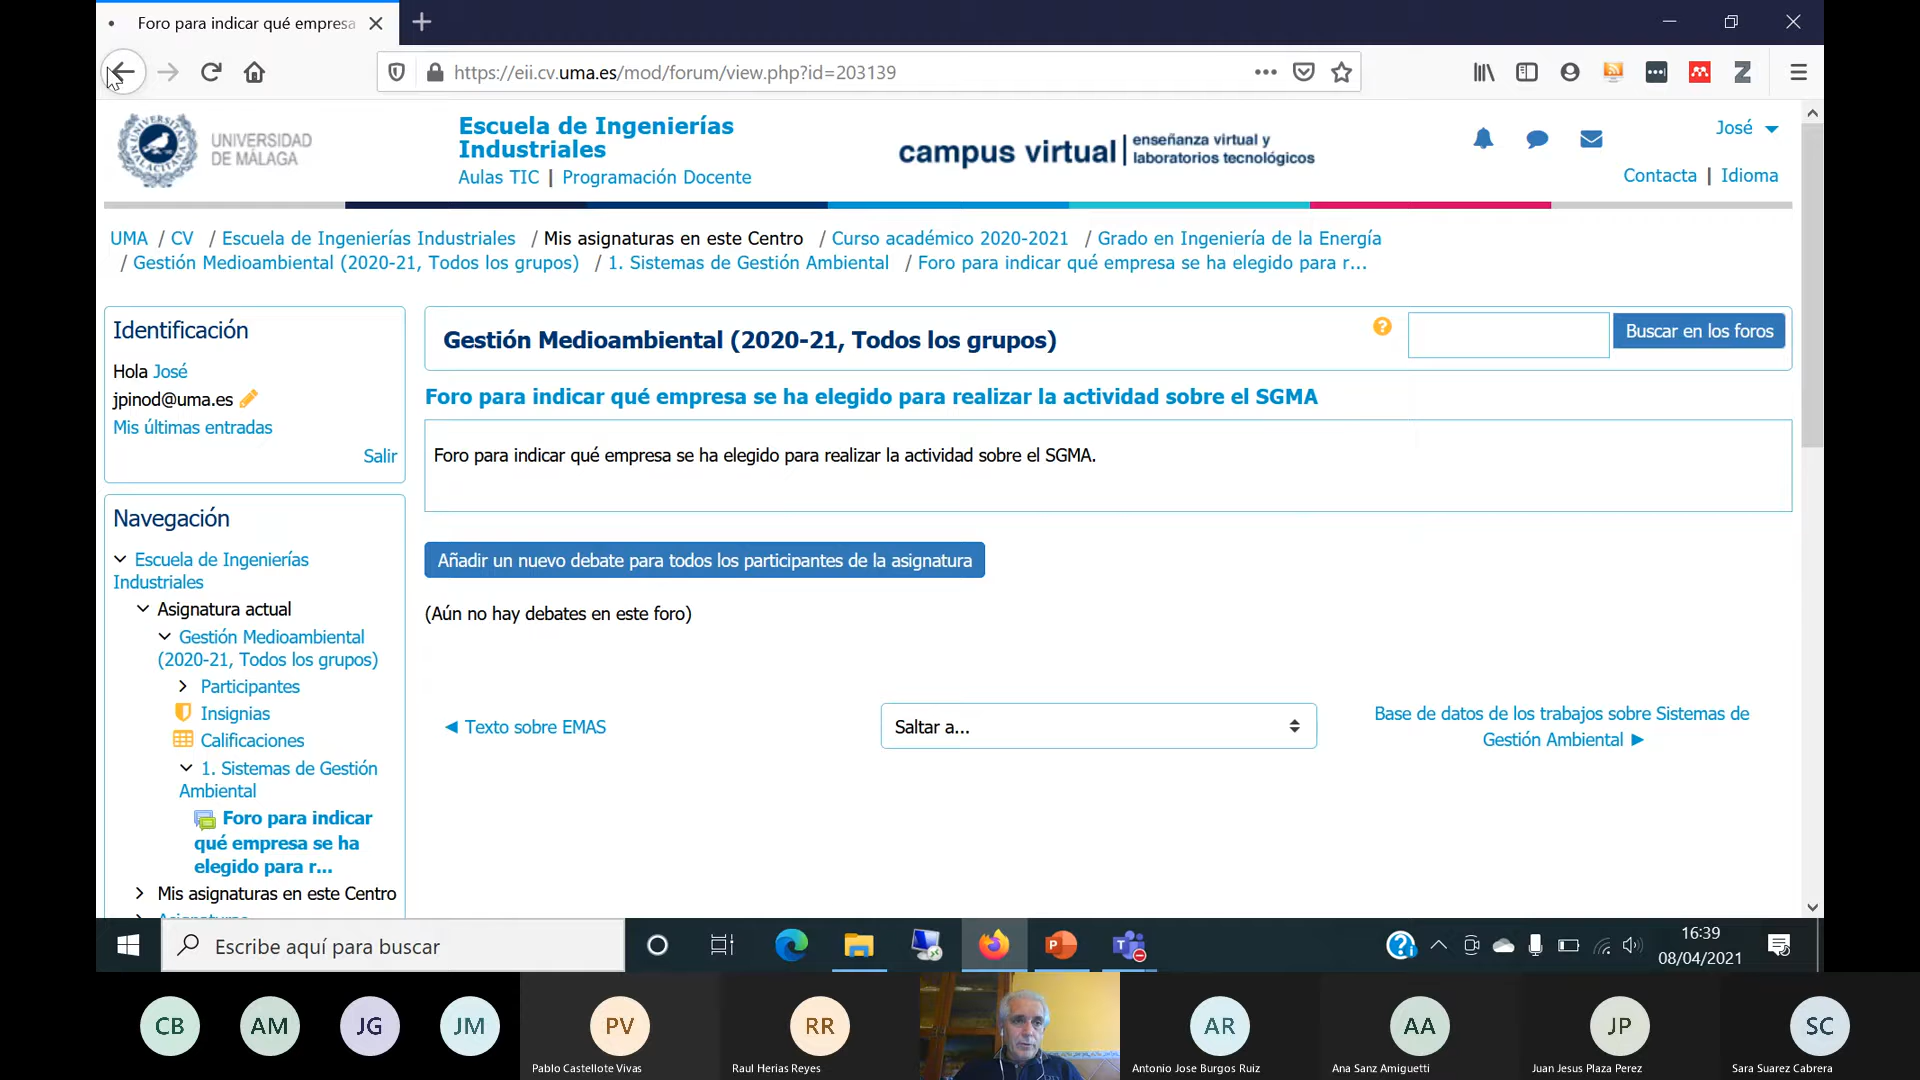 Foro para indicar qué empresa
https://eii.cv.uma.es/mod/forum/view.php?id=203139
UNIVERSIDAD
DE MÁLAGA
Escuela de Ingenierías
Industriales
Aulas TIC | Programación Docente
campus virtual
enseñanza virtual y
laboratorios tecnológicos
José
Contacta | Idioma
UMA / CV / Escuela de Ingenierías Industriales / Mis asignaturas en este Centro / Curso académico 2020-2021 / Grado en Ingeniería de la Energía
/ Gestión Medioambiental (2020-21, Todos los grupos) / 1. Sistemas de Gestión Ambiental / Foro para indicar qué empresa se ha elegido para r...
Identificación
Hola José
jpinod@uma.es
Mis últimas entradas
Salir
Navegación
Escuela de Ingenierías
Industriales
Asignatura actual
Gestión Medioambiental
(2020-21, Todos los grupos)
Participantes
Insignias
Calificaciones
1. Sistemas de Gestión
Ambiental
Foro para indicar
qué empresa se ha
elegido para r...
Mis asignaturas en este Centro
Asignaturas
Gestión Medioambiental (2020-21, Todos los grupos)
?
Buscar en los foros
Foro para indicar qué empresa se ha elegido para realizar la actividad sobre el SGMA
Foro para indicar qué empresa se ha elegido para realizar la actividad sobre el SGMA.
Añadir un nuevo debate para todos los participantes de la asignatura
(Aún no hay debates en este foro)
◄ Texto sobre EMAS
Saltar a...
Base de datos de los trabajos sobre Sistemas de
Gestión Ambiental ►
Escribe aquí para buscar
16:39
08/04/2021
CB
AM
JG
JM
PV
Pablo Castellote Vivas
RR
Raul Herias Reyes
AR
Antonio Jose Burgos Ruiz
AA
Ana Sanz Amiguetti
JP
Juan Jesus Plaza Perez
SC
Sara Suarez Cabrera